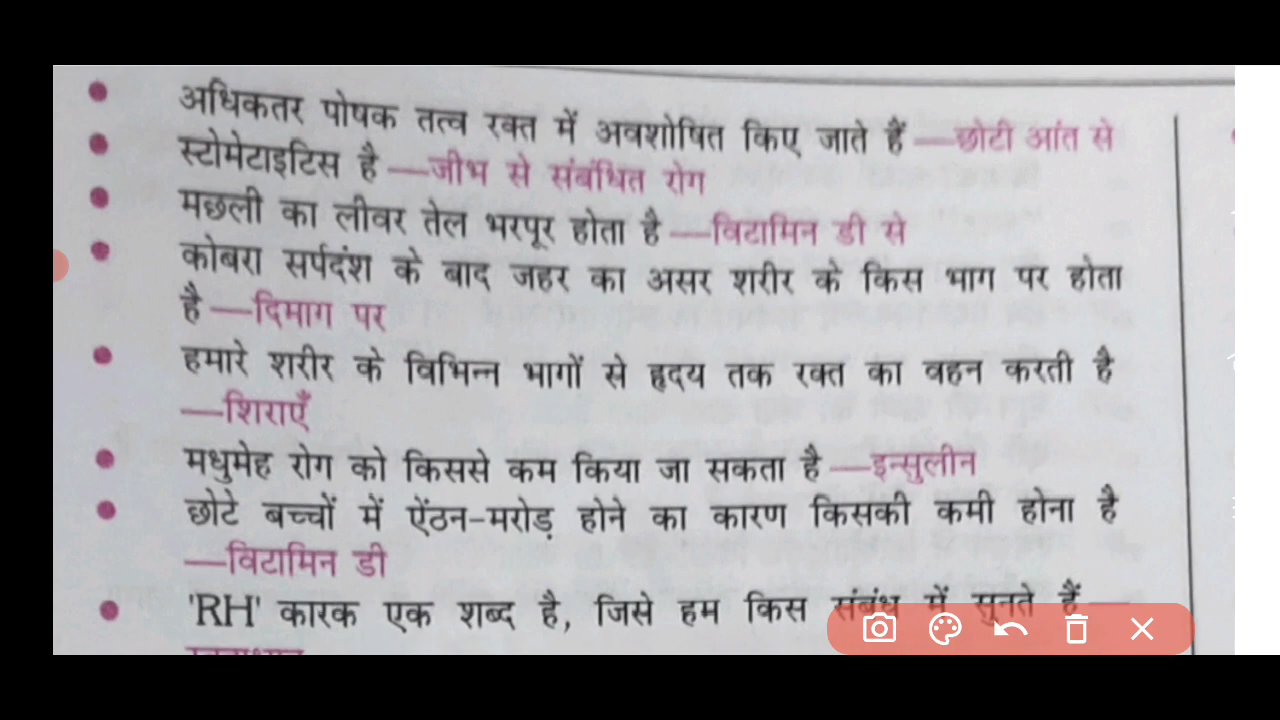 अधिकतर पोषक तत्व रक्त में अवशोषित किए जाते हैं —छोटी आंत से
स्टोमेटाइटिस है —जीभ से संबंधित रोग
मछली का लीवर तेल भरपूर होता है —विटामिन डी से
कोबरा सर्पदंश के बाद जहर का असर शरीर के किस भाग पर होता
है —दिमाग पर
हमारे शरीर के विभिन्न भागों से हृदय तक रक्त का वहन करती है
—शिराएँ
मधुमेह रोग को किससे कम किया जा सकता है —इन्सुलीन
छोटे बच्चों में ऐंठन-मरोड़ होने का कारण किसकी कमी होना है
—विटामिन डी
'RH' कारक एक शब्द है, जिसे हम किस संबंध में सुनते हैं —